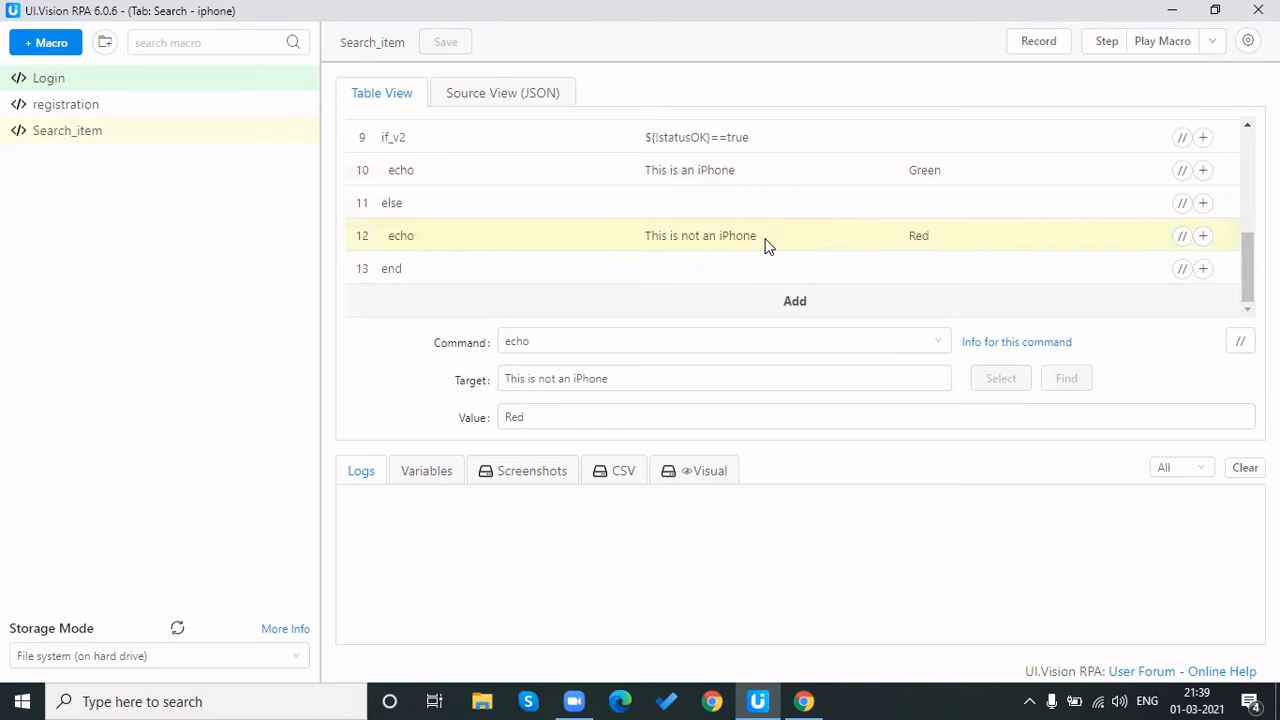 UI.Vision RPA 6.0.6 - (Tab: Search - iphone)
+ Macro
search macro
Search_item
Save
Record
Step
Play Macro
Login
registration
Search_item
Table View
Source View (JSON)
9 if_v2 ${!statusOK}==true // +
10 echo This is an iPhone Green // +
11 else // +
12 echo This is not an iPhone Red // +
13 end // +
Add
Command: echo Info for this command //
Target: This is not an iPhone Select Find
Value: Red
Logs Variables Screenshots CSV Visual All Clear
Storage Mode More Info
File system (on hard drive)
UI.Vision RPA: User Forum - Online Help
Type here to search
ENG
21:39
01-03-2021
4